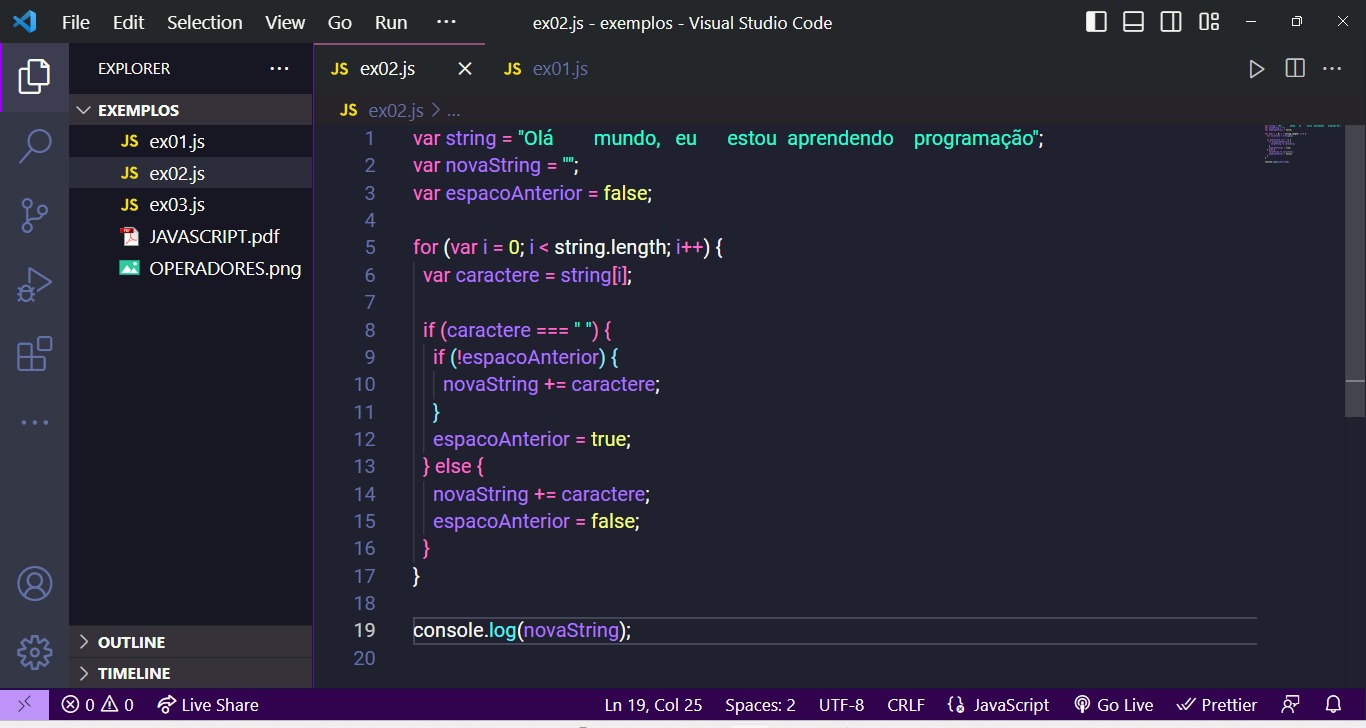 File Edit Selection View Go Run ··· ex02.js - exemplos - Visual Studio Code
EXPLORER ···
EXEMPLOS
JS ex01.js
JS ex02.js
JS ex03.js
JAVASCRIPT.pdf
OPERADORES.png
OUTLINE
TIMELINE
JS ex02.js JS ex01.js
JS ex02.js > ...
1 var string = "Olá    mundo,  eu    estou  aprendendo   programação";
2 var novaString = "";
3 var espacoAnterior = false;
4
5 for (var i = 0; i < string.length; i++) {
6   var caractere = string[i];
7
8   if (caractere === " ") {
9     if (!espacoAnterior) {
10       novaString += caractere;
11     }
12     espacoAnterior = true;
13   } else {
14     novaString += caractere;
15     espacoAnterior = false;
16   }
17 }
18
19 console.log(novaString);
20
0 0 Live Share Ln 19, Col 25 Spaces: 2 UTF-8 CRLF {} JavaScript Go Live Prettier